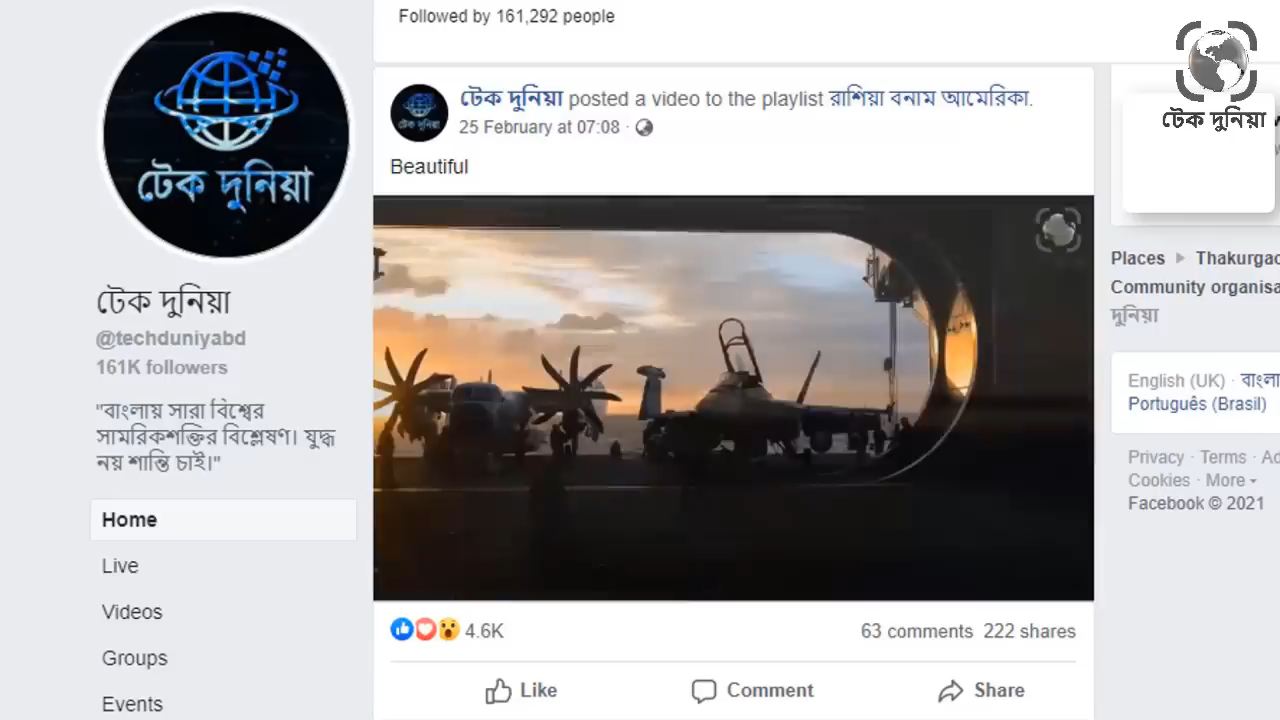 টেক দুনিয়া
টেক দুনিয়া
@techduniyabd
161K followers
"বাংলায় সারা বিশ্বের
সামরিকশক্তির বিশ্লেষণ। যুদ্ধ
নয় শান্তি চাই।"
Home
Live
Videos
Groups
Events
Followed by 161,292 people
টেক দুনিয়া posted a video to the playlist রাশিয়া বনাম আমেরিকা.
25 February at 07:08 ·
Beautiful
4.6K
63 comments 222 shares
Like Comment Share
টেক দুনিয়া
Places Thakurgao
Community organisa
দুনিয়া
English (UK) · বাংলা
Português (Brasil)
Privacy · Terms · Ad
Cookies · More
Facebook © 2021